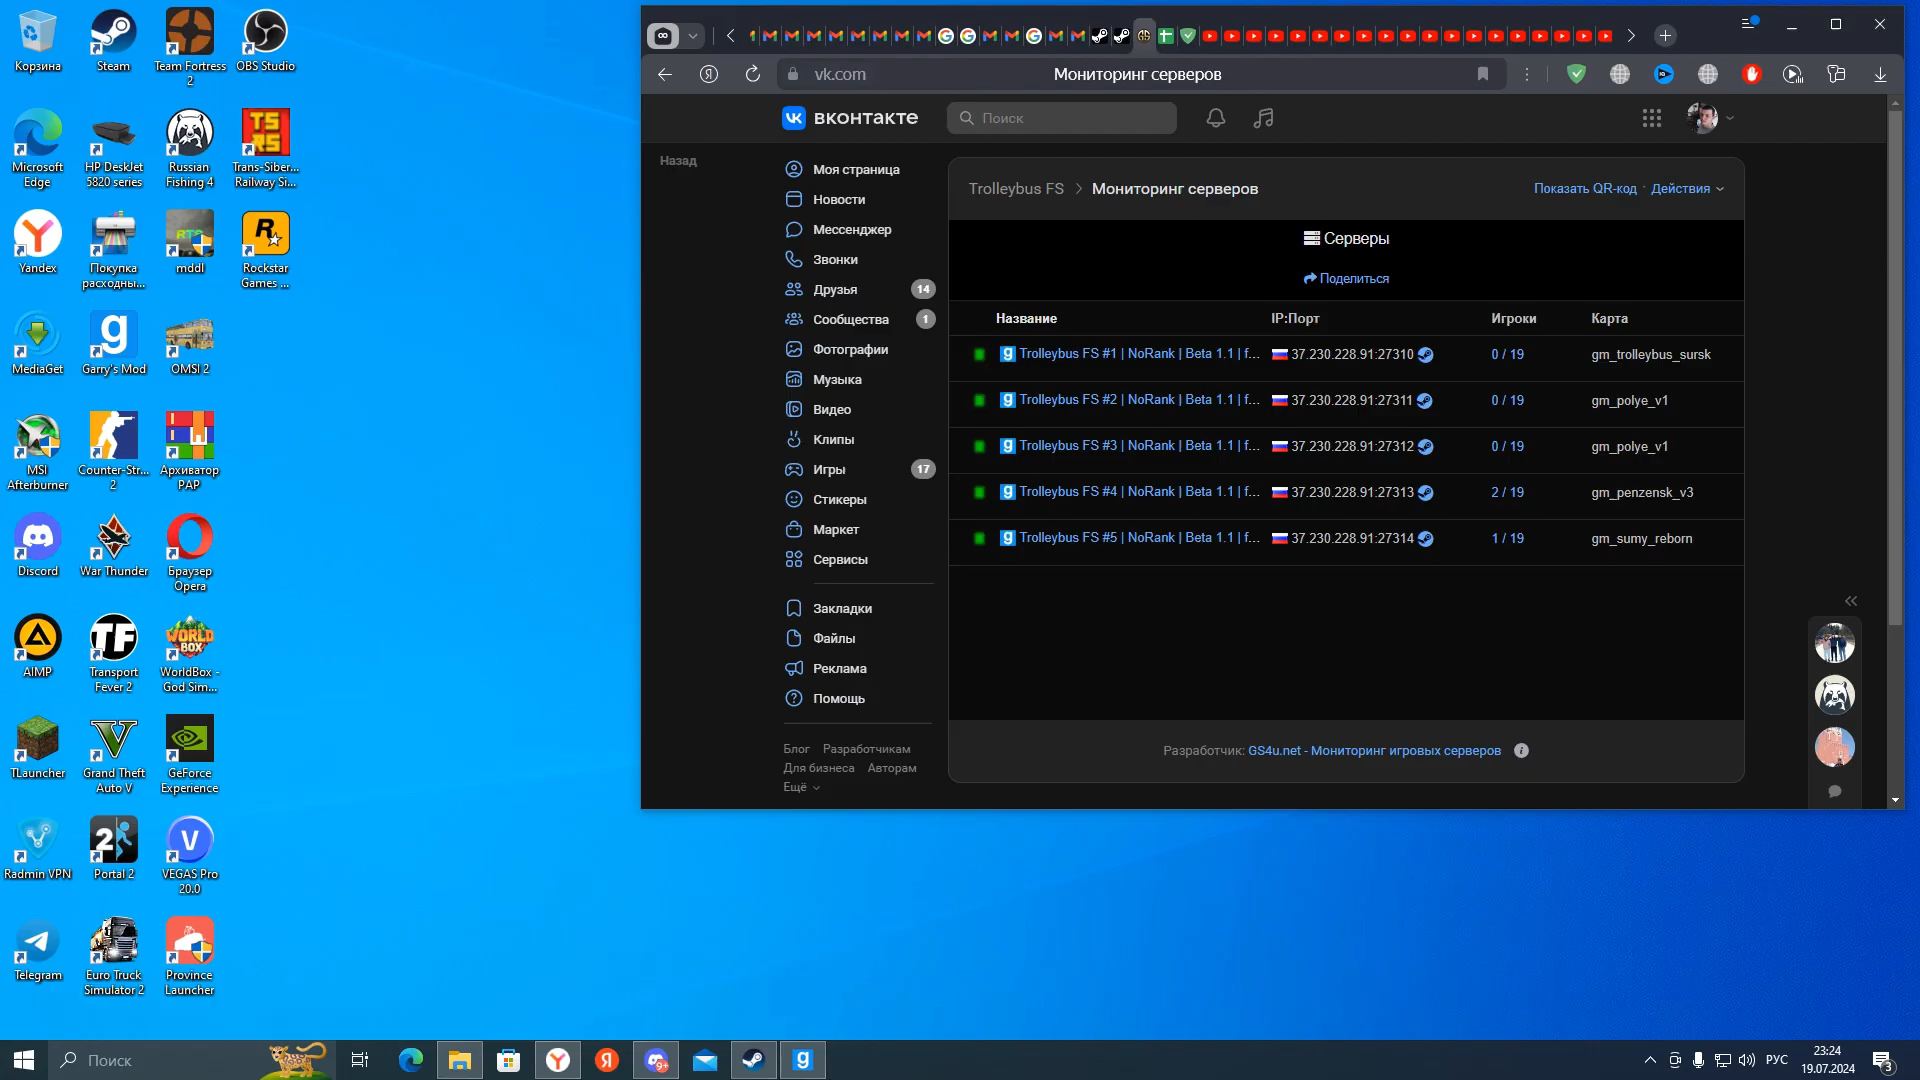 Корзина
Steam
Team Fortress 2
OBS Studio
Microsoft Edge
HP DeskJet 5820 series
Russian Fishing 4
Trans-Siber... Railway Si...
Yandex
Покупка расходны...
mddl
Rockstar Games ...
MediaGet
Garry's Mod
OMSI 2
MSI Afterburner
Counter-Str... 2
Архиватор РАР
Discord
War Thunder
Браузер Opera
AIMP
Transport Fever 2
WorldBox - God Sim...
TLauncher
Grand Theft Auto V
GeForce Experience
Radmin VPN
Portal 2
VEGAS Pro 20.0
Telegram
Euro Truck Simulator 2
Province Launcher
vk.com
Мониторинг серверов
вконтакте
Поиск
Назад
Моя страница
Новости
Мессенджер
Звонки
Друзья 14
Сообщества 1
Фотографии
Музыка
Видео
Клипы
Игры 17
Стикеры
Маркет
Сервисы
Закладки
Файлы
Реклама
Помощь
Блог Разработчикам
Для бизнеса Авторам
Ещё
Trolleybus FS > Мониторинг серверов
Показать QR-код · Действия
Серверы
Поделиться
Название IP:Порт Игроки Карта
Trolleybus FS #1 | NoRank | Beta 1.1 | f... 37.230.228.91:27310 0 / 19 gm_trolleybus_sursk
Trolleybus FS #2 | NoRank | Beta 1.1 | f... 37.230.228.91:27311 0 / 19 gm_polye_v1
Trolleybus FS #3 | NoRank | Beta 1.1 | f... 37.230.228.91:27312 0 / 19 gm_polye_v1
Trolleybus FS #4 | NoRank | Beta 1.1 | f... 37.230.228.91:27313 2 / 19 gm_penzensk_v3
Trolleybus FS #5 | NoRank | Beta 1.1 | f... 37.230.228.91:27314 1 / 19 gm_sumy_reborn
Разработчик: GS4u.net - Мониторинг игровых серверов
Поиск
9+
РУС
23:24
19.07.2024
3